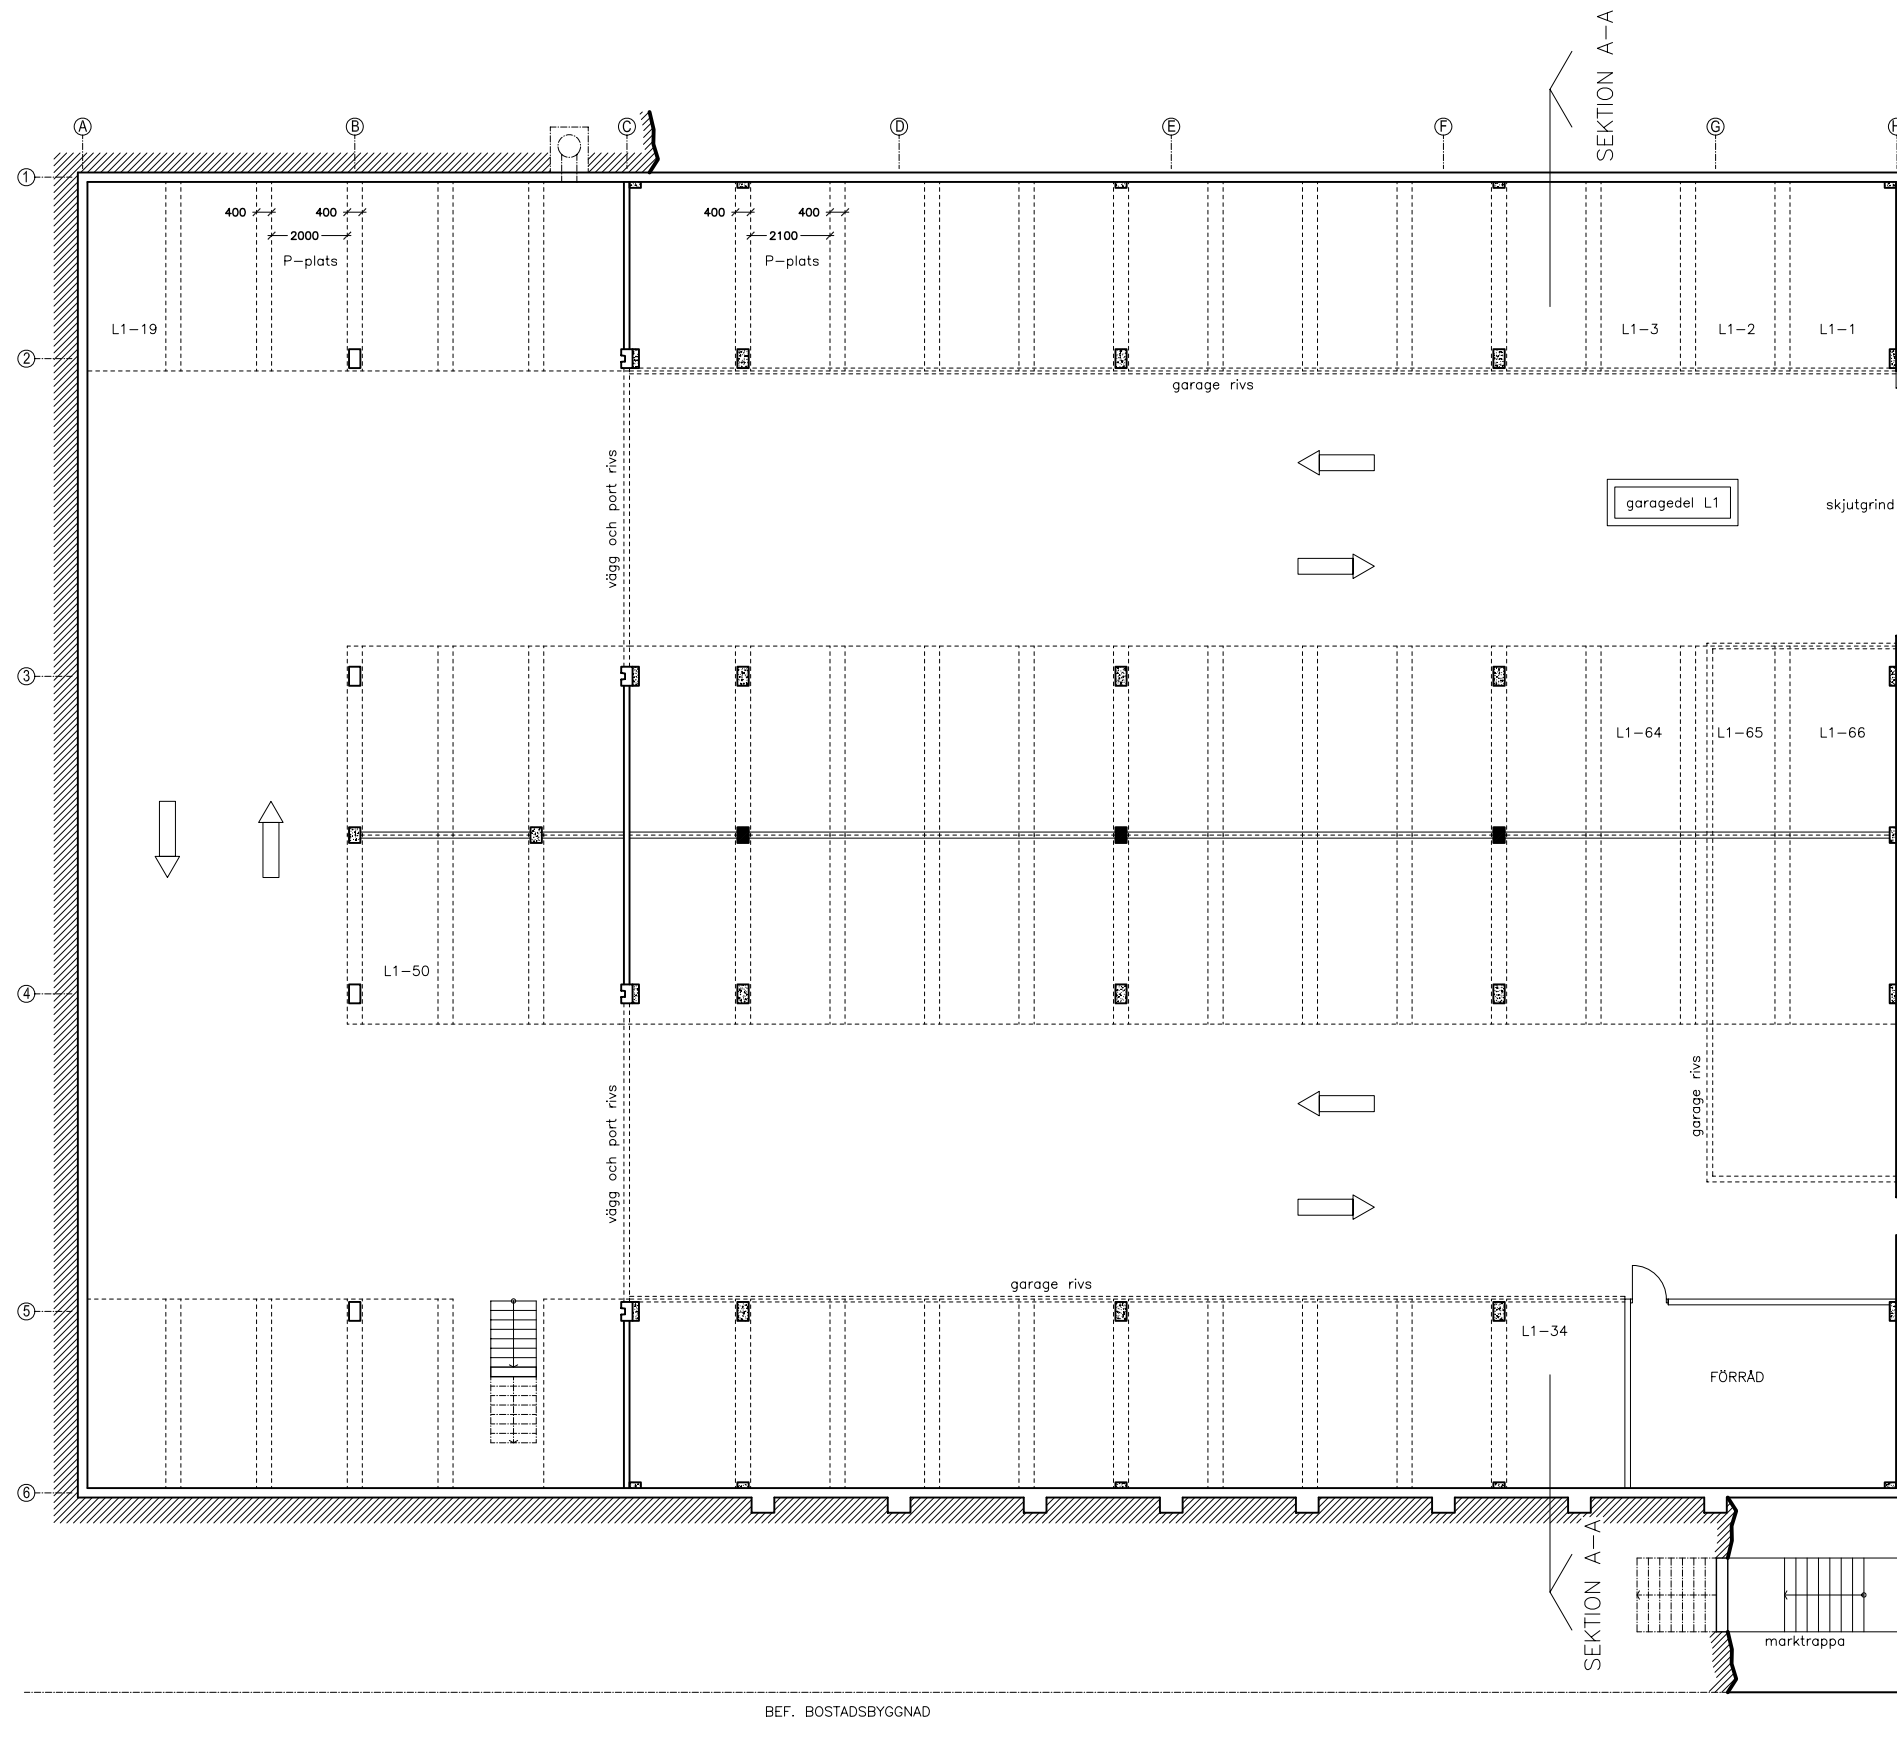 SEKTION A-A
A
B
C
D
E
F
G
H
1
400
400
400
400
2000
2100
P-plats
P-plats
L1-19
L1-3
L1-2
L1-1
2
garage rivs
vägg och port rivs
garagedel L1
skjutgrind
3
L1-64
L1-65
L1-66
L1-50
4
vägg och port rivs
garage rivs
garage rivs
5
L1-34
FÖRRÅD
6
SEKTION A-A
marktrappa
BEF. BOSTADSBYGGNAD